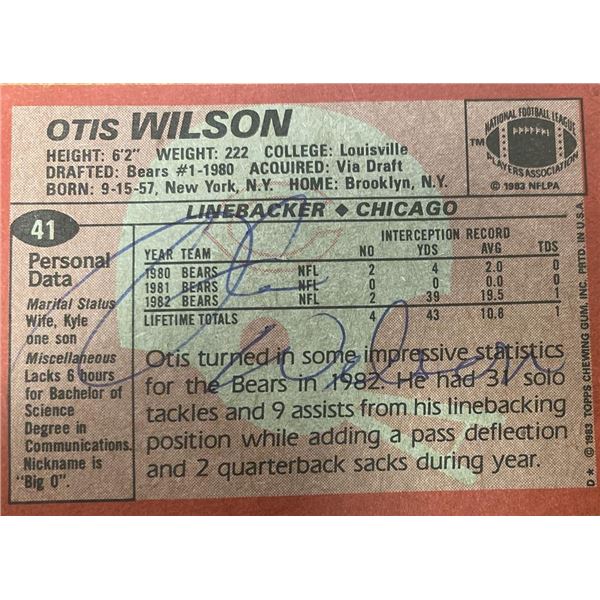 OTIS WILSON
HEIGHT: 6'2" WEIGHT: 222 COLLEGE: Louisville
DRAFTED: Bears #1-1980 ACQUIRED: Via Draft
BORN: 9-15-57, New York, N.Y. HOME: Brooklyn, N.Y.
NATIONAL FOOTBALL LEAGUE
PLAYERS ASSOCIATION
TM
© 1983 NFLPA
LINEBACKER ◆ CHICAGO
41
Personal
Data
Marital Status
Wife, Kyle
one son
Miscellaneous
Lacks 6 hours
for Bachelor of
Science
Degree in
Communications.
Nickname is
"Big O".
INTERCEPTION RECORD
YEAR TEAM NO YDS AVG TDS
1980 BEARS NFL 2 4 2.0 0
1981 BEARS NFL 0 0 0.0 0
1982 BEARS NFL 2 39 19.5 1
LIFETIME TOTALS 4 43 10.8 1
Otis Wilson
Otis turned in some impressive statistics
for the Bears in 1982. He had 31 solo
tackles and 9 assists from his linebacking
position while adding a pass deflection
and 2 quarterback sacks during year.
D* © 1983 TOPPS CHEWING GUM, INC. PRTD. IN U.S.A.